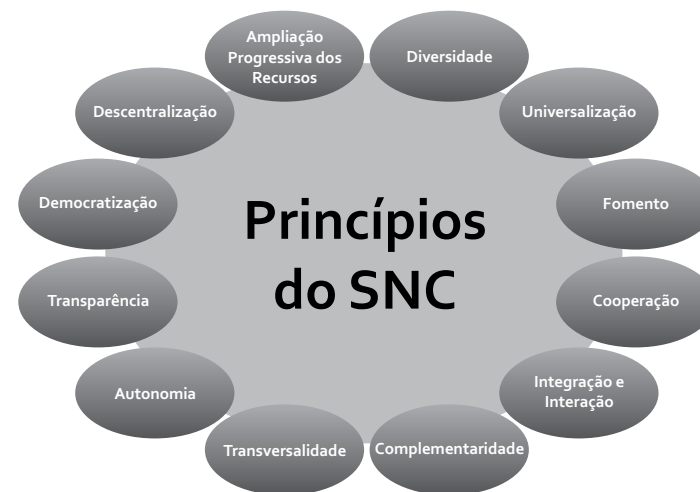 Ampliação
Progressiva dos
Recursos
Diversidade
Descentralização
Universalização
Democratização
Fomento
Princípios
do SNC
Transparência
Cooperação
Autonomia
Integração e
Interação
Transversalidade
Complementaridade